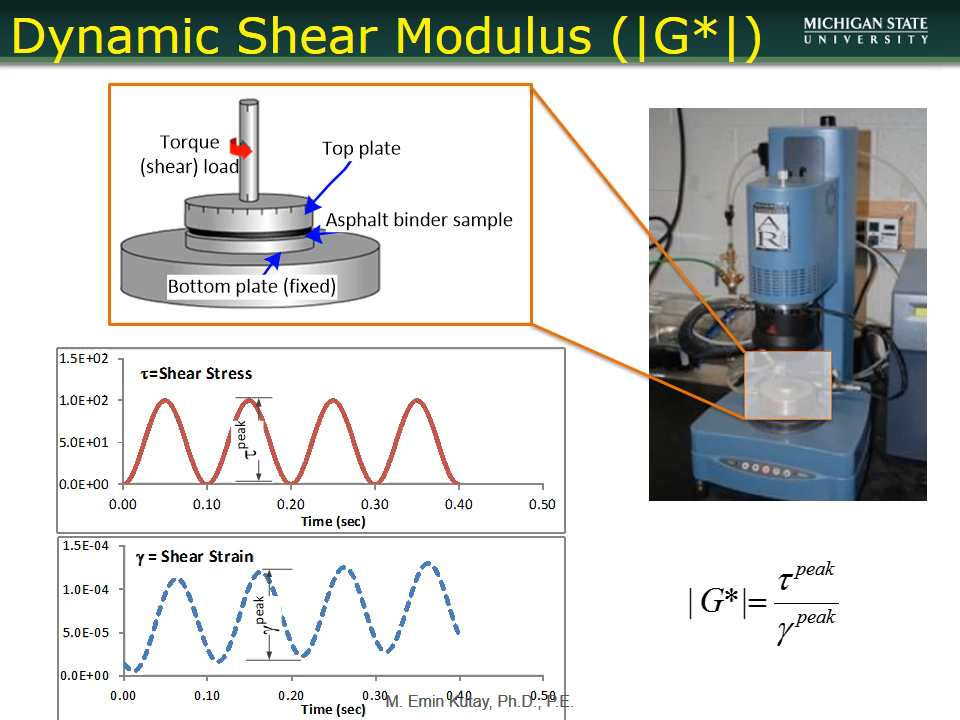 Dynamic Shear Modulus (|G*|)
MICHIGAN STATE
UNIVERSITY
Torque
(shear) load
Top plate
Asphalt binder sample
Bottom plate (fixed)
AR
1.5E+02
1.0E+02
5.0E+01
0.0E+00
τ=Shear Stress
τpeak
0.00 0.10 0.20 0.30 0.40 0.50
Time (sec)
1.5E-04
1.0E-04
5.0E-05
0.0E+00
γ = Shear Strain
γpeak
0.00 0.10 0.20 0.30 0.40 0.50
Time (sec)
|G*|= τ peak
γ peak
M. Emin Kutay, Ph.D., P.E.